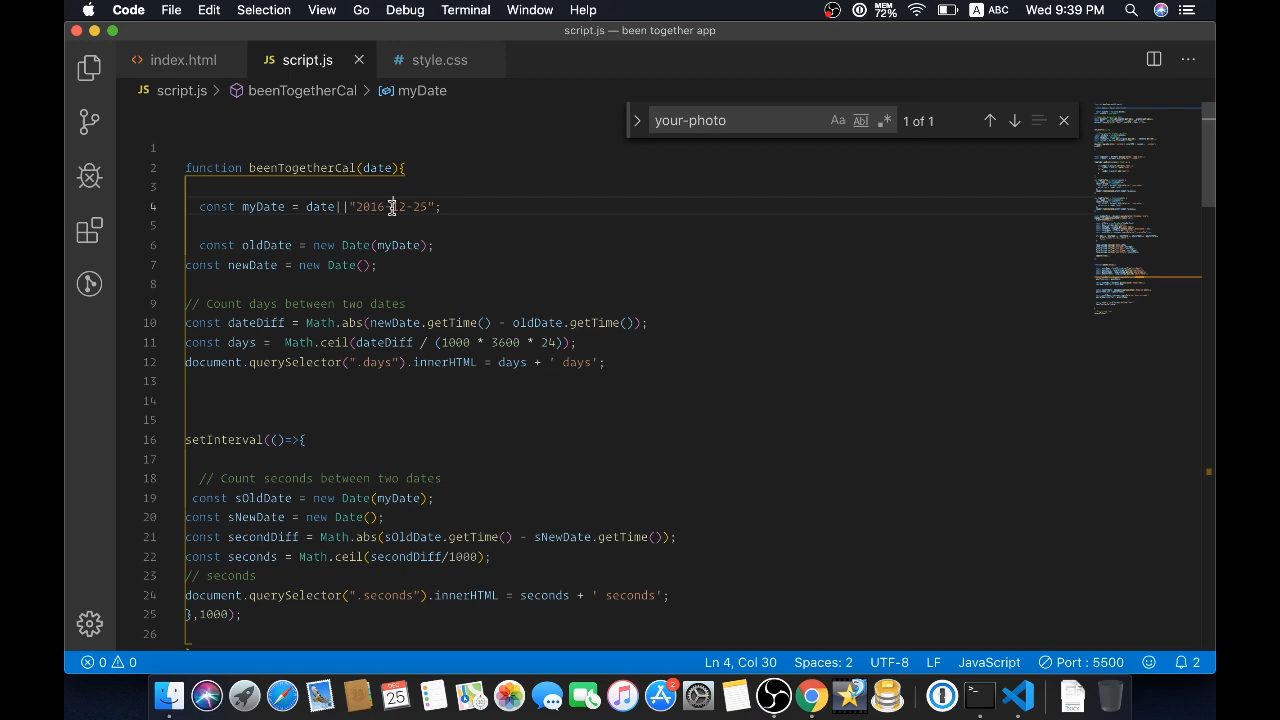 Code File Edit Selection View Go Debug Terminal Window Help MEM 72% A ABC Wed 9:39 PM
script.js — been together app
<> index.html JS script.js # style.css
JS script.js > beenTogetherCal > myDate
your-photo Aa Abl .* 1 of 1
1
2 function beenTogetherCal(date){
3
4 const myDate = date||"2016-12-25";
5
6 const oldDate = new Date(myDate);
7 const newDate = new Date();
8
9 // Count days between two dates
10 const dateDiff = Math.abs(newDate.getTime() - oldDate.getTime());
11 const days =  Math.ceil(dateDiff / (1000 * 3600 * 24));
12 document.querySelector(".days").innerHTML = days + ' days';
13
14
15
16 setInterval(()=>{
17
18 // Count seconds between two dates
19 const sOldDate = new Date(myDate);
20 const sNewDate = new Date();
21 const secondDiff = Math.abs(sOldDate.getTime() - sNewDate.getTime());
22 const seconds = Math.ceil(secondDiff/1000);
23 // seconds
24 document.querySelector(".seconds").innerHTML = seconds + ' seconds';
25 },1000);
26
0 0 Ln 4, Col 30 Spaces: 2 UTF-8 LF JavaScript Port : 5500 2
25 2